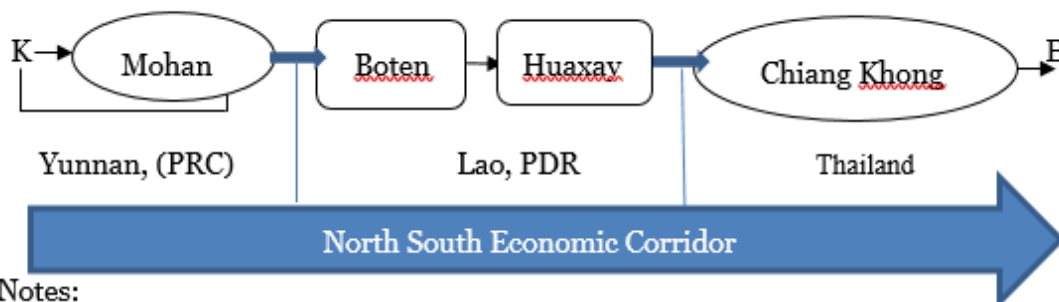 K Mohan Boten Huaxay Chiang Khong B
Yunnan, (PRC) Lao, PDR Thailand
North South Economic Corridor
Notes: